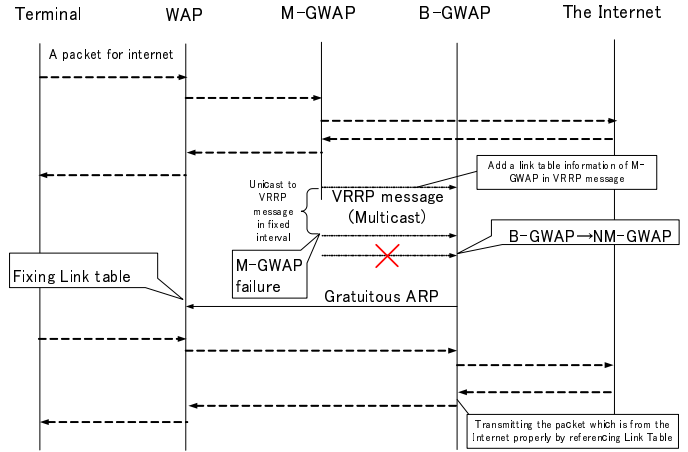 Terminal WAP M-GWAP B-GWAP The Internet
A packet for internet
Add a link table information of M-
GWAP in VRRP message
Unicast to
VRRP
message
in fixed
interval
VRRP message
(Multicast)
B-GWAP→NM-GWAP
M-GWAP
failure
Fixing Link table
Gratuitous ARP
Transmitting the packet which is from the
Internet properly by referencing Link Table